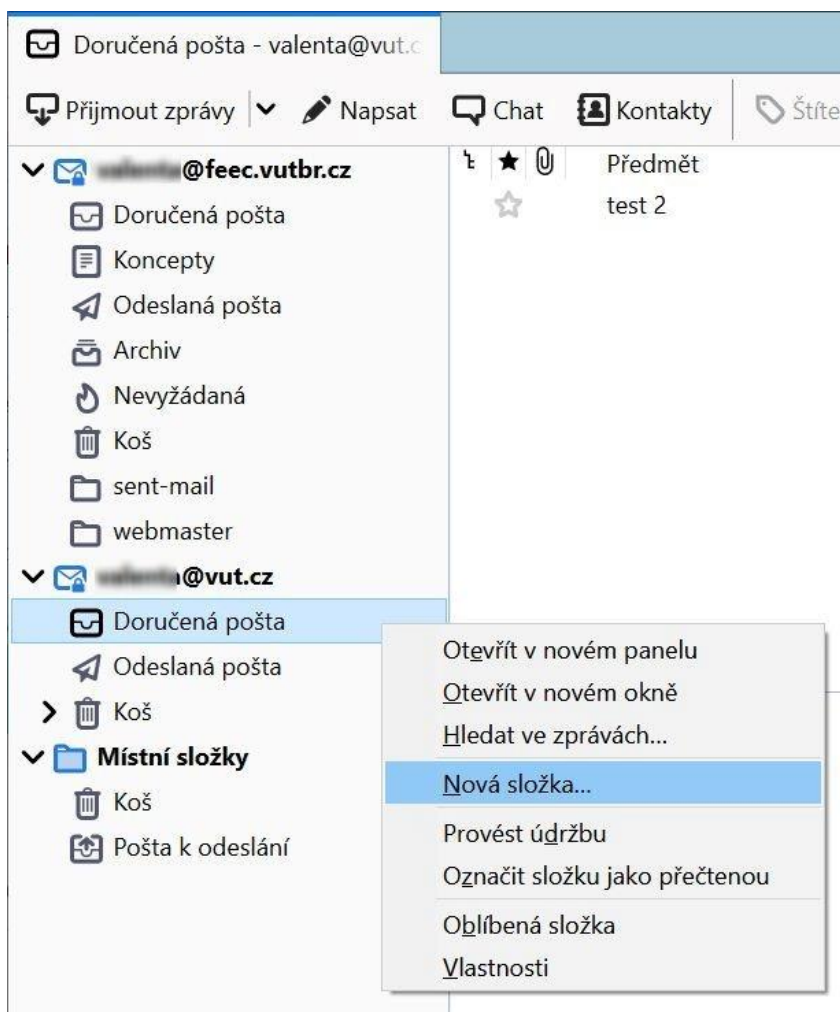 Doručená pošta - valenta@vut.c
Přijmout zprávy
Napsat
Chat
Kontakty
Štíte
@feec.vutbr.cz
Předmět
Doručená pošta
test 2
Koncepty
Odeslaná pošta
Archiv
Nevyžádaná
Koš
sent-mail
webmaster
@vut.cz
Doručená pošta
Odeslaná pošta
Koš
Místní složky
Koš
Pošta k odeslání
Otevřít v novém panelu
Otevřít v novém okně
Hledat ve zprávách...
Nová složka...
Provést údržbu
Označit složku jako přečtenou
Oblíbená složka
Vlastnosti